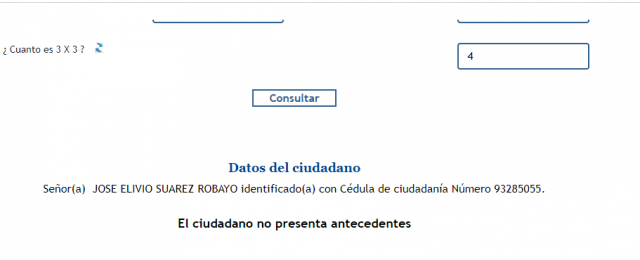 ¿ Cuanto es 3 X 3 ?
4
Consultar
Datos del ciudadano
Señor(a) JOSE ELIVIO SUAREZ ROBAYO identificado(a) con Cédula de ciudadanía Número 93285055.
El ciudadano no presenta antecedentes